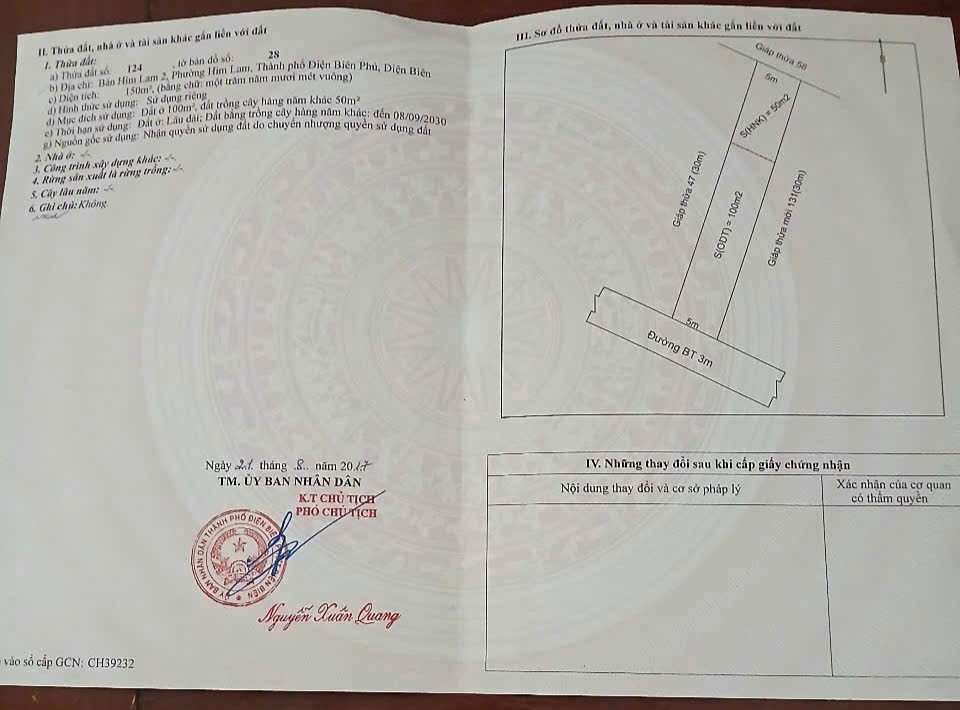 II. Thửa đất, nhà ở và tài sản khác gắn liền với đất
1. Thửa đất:
a) Thửa đất số: 124 , tờ bản đồ số: 28
b) Địa chỉ: Bản Him Lam 2, Phường Him Lam, Thành phố Điện Biên Phủ, Điện Biên
c) Diện tích: 150m², (bằng chữ: một trăm năm mươi mét vuông)
d) Hình thức sử dụng: Sử dụng riêng
đ) Mục đích sử dụng: Đất ở 100m², đất trồng cây hàng năm khác 50m²
e) Thời hạn sử dụng: Đất ở: Lâu dài; Đất bằng trồng cây hàng năm khác: đến 08/09/2030
g) Nguồn gốc sử dụng: Nhận quyền sử dụng đất do chuyển nhượng quyền sử dụng đất
2. Nhà ở: -/-
3. Công trình xây dựng khác: -/-
4. Rừng sản xuất là rừng trồng: -/-
5. Cây lâu năm: -/-
6. Ghi chú: Không
Ngày 21 tháng 8 năm 2017
TM. ỦY BAN NHÂN DÂN
K.T CHỦ TỊCH
PHÓ CHỦ TỊCH
ỦY BAN NHÂN DÂN THÀNH PHỐ ĐIỆN BIÊN
ĐIỆN BIÊN
Nguyễn Xuân Quang
vào sổ cấp GCN: CH39232
III. Sơ đồ thửa đất, nhà ở và tài sản khác gắn liền với đất
Giáp thửa 58
5m
S(HNK) = 50m2
Giáp thửa 47 (30m)
S(ODT) = 100m2
Giáp thửa mới 131(30m)
5m
Đường BT 3m
IV. Những thay đổi sau khi cấp giấy chứng nhận
Nội dung thay đổi và cơ sở pháp lý
Xác nhận của cơ quan
có thẩm quyền